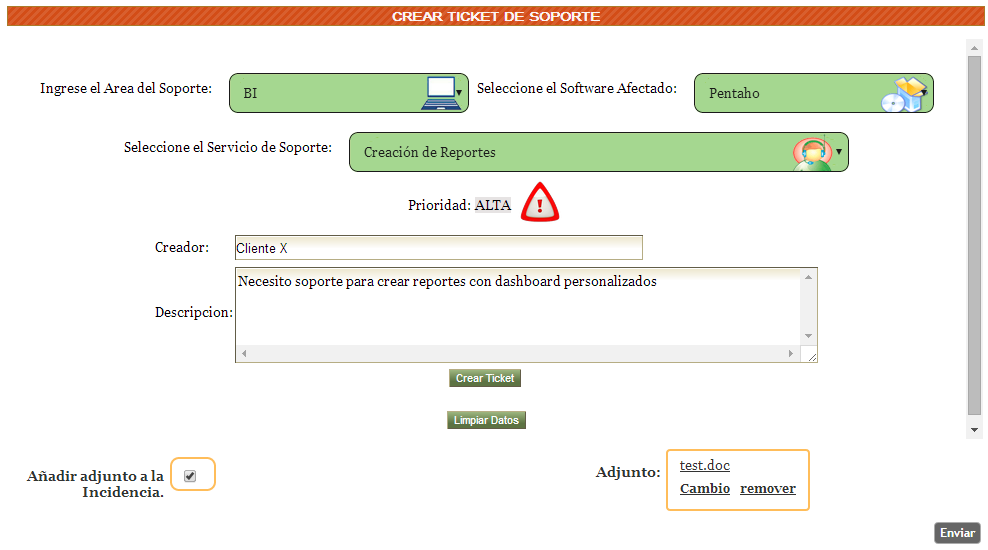 CREAR TICKET DE SOPORTE
Ingrese el Area del Soporte: BI Seleccione el Software Afectado: Pentaho
Seleccione el Servicio de Soporte: Creación de Reportes
Prioridad: ALTA
Creador: Cliente X
Necesito soporte para crear reportes con dashboard personalizados
Descripcion:
Crear Ticket
Limpiar Datos
Añadir adjunto a la
Incidencia.
Adjunto: test.doc
Cambio remover
Enviar